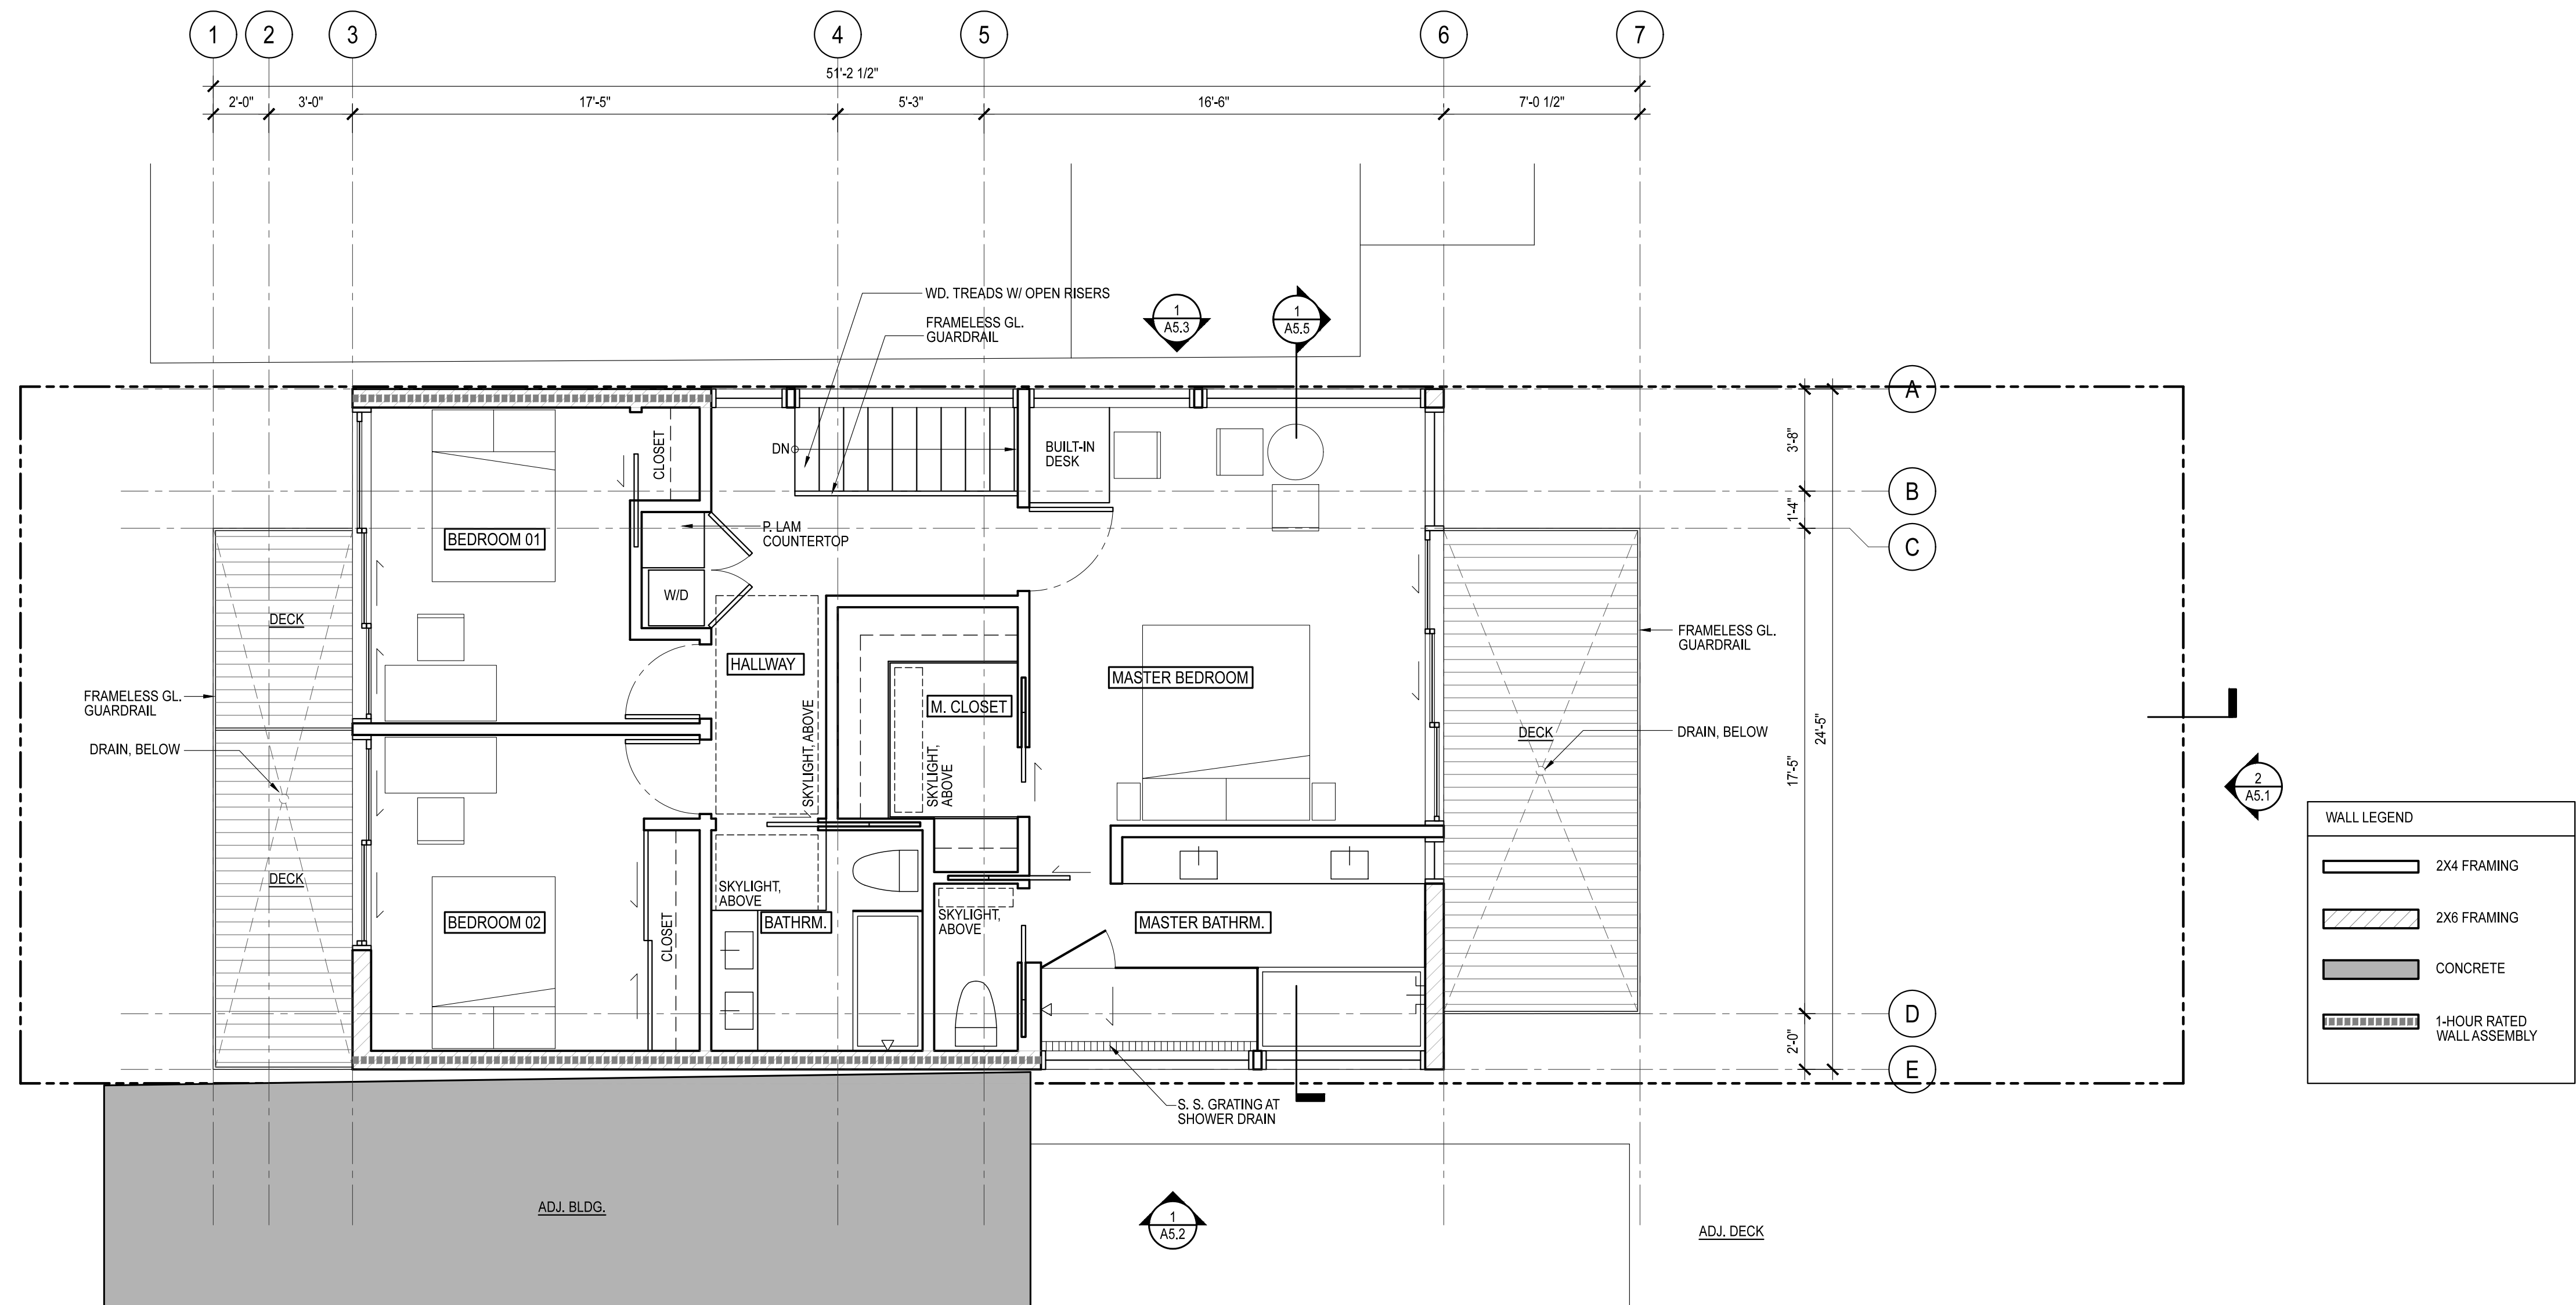 1 2 3 4 5 6 7
51'-2 1/2"
2'-0" 3'-0" 17'-5" 5'-3" 16'-6" 7'-0 1/2"
WD. TREADS W/ OPEN RISERS
FRAMELESS GL.
GUARDRAIL
1
A5.3
1
A5.5
A
B
C
D
E
3'-8"
1'-4"
17'-5"
2'-0"
24'-5"
DN
BUILT-IN
DESK
CLOSET
P. LAM
COUNTERTOP
W/D
BEDROOM 01
HALLWAY
M. CLOSET
MASTER BEDROOM
SKYLIGHT, ABOVE
SKYLIGHT,
ABOVE
DECK
DECK
FRAMELESS GL.
GUARDRAIL
DRAIN, BELOW
DECK
FRAMELESS GL.
GUARDRAIL
DRAIN, BELOW
BEDROOM 02
CLOSET
SKYLIGHT,
ABOVE
BATHRM.
SKYLIGHT,
ABOVE
MASTER BATHRM.
S. S. GRATING AT
SHOWER DRAIN
2
A5.1
WALL LEGEND
2X4 FRAMING
2X6 FRAMING
CONCRETE
1-HOUR RATED
WALL ASSEMBLY
ADJ. BLDG.
1
A5.2
ADJ. DECK